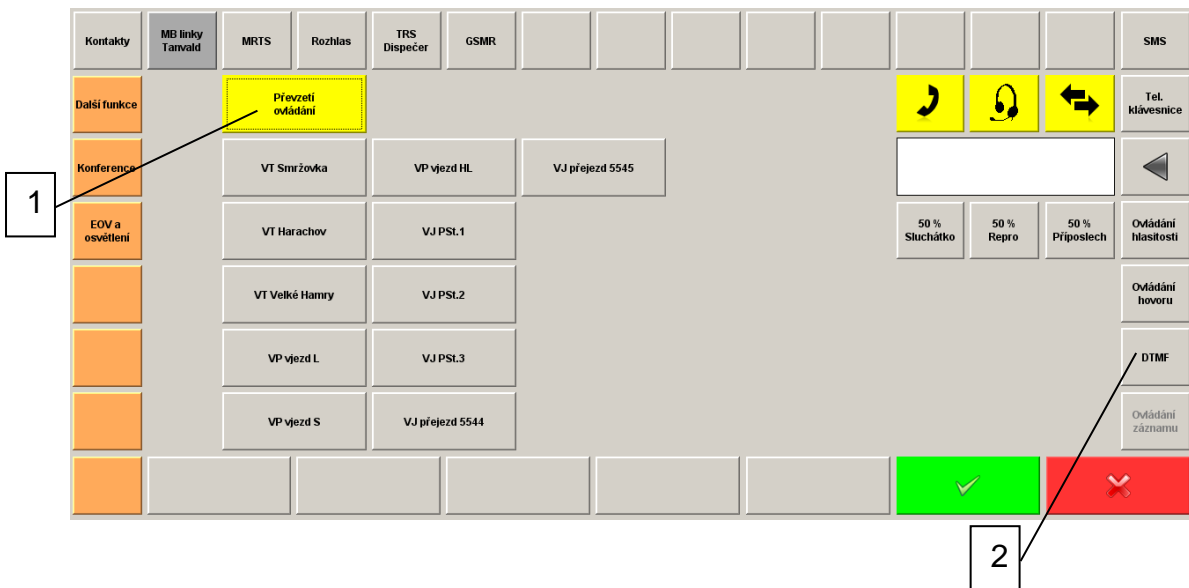 Kontakty
MB linky
Tanvald
MRTS
Rozhlas
TRS
Dispečer
GSMR
SMS
Další funkce
Převzetí
ovládání
Tel.
klávesnice
Konference
VT Smržovka
VP vjezd HL
VJ přejezd 5545
1
EOV a
osvětlení
VT Harachov
VJ PSt.1
50 %
Sluchátko
50 %
Repro
50 %
Příposlech
Ovládání
hlasitosti
VT Velké Hamry
VJ PSt.2
Ovládání
hovoru
VP vjezd L
VJ PSt.3
DTMF
VP vjezd S
VJ přejezd 5544
Ovládání
záznamu
2